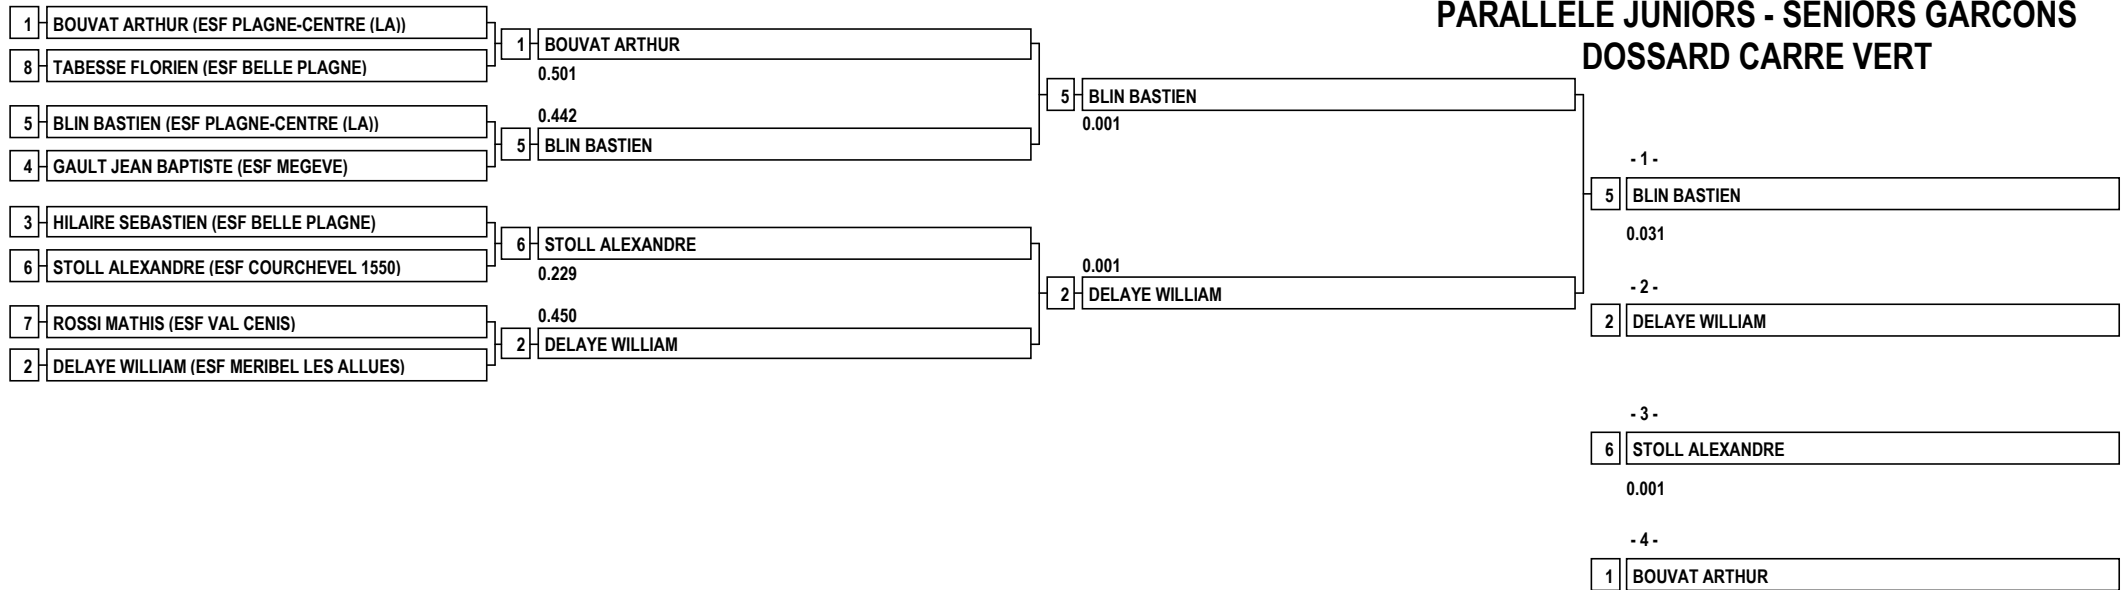 PARALLELE JUNIORS - SENIORS GARCONS
DOSSARD CARRE VERT
1 BOUVAT ARTHUR (ESF PLAGNE-CENTRE (LA))
8 TABESSE FLORIEN (ESF BELLE PLAGNE)
5 BLIN BASTIEN (ESF PLAGNE-CENTRE (LA))
4 GAULT JEAN BAPTISTE (ESF MEGEVE)
3 HILAIRE SEBASTIEN (ESF BELLE PLAGNE)
6 STOLL ALEXANDRE (ESF COURCHEVEL 1550)
7 ROSSI MATHIS (ESF VAL CENIS)
2 DELAYE WILLIAM (ESF MERIBEL LES ALLUES)
1 BOUVAT ARTHUR
0.501
0.442
5 BLIN BASTIEN
6 STOLL ALEXANDRE
0.229
0.450
2 DELAYE WILLIAM
5 BLIN BASTIEN
0.001
0.001
2 DELAYE WILLIAM
- 1 -
5 BLIN BASTIEN
0.031
- 2 -
2 DELAYE WILLIAM
- 3 -
6 STOLL ALEXANDRE
0.001
- 4 -
1 BOUVAT ARTHUR